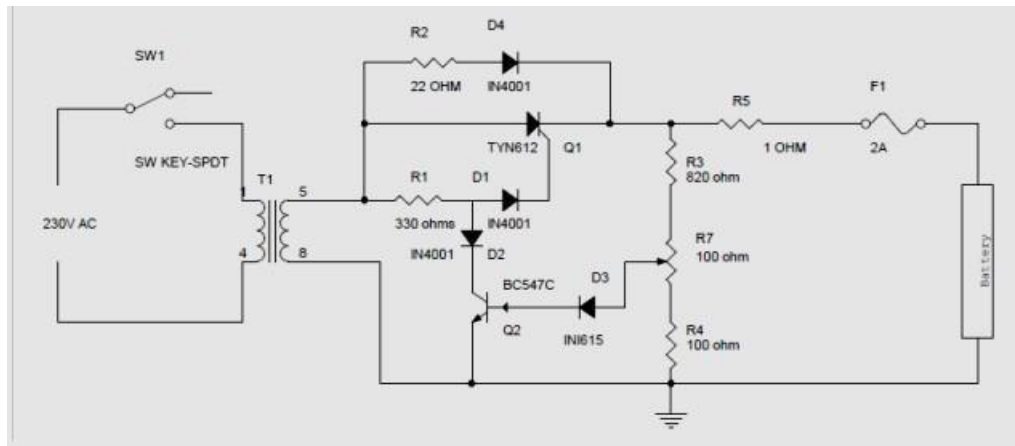 SW1
SW KEY-SPDT
230V AC
T1
1
4
5
8
R2
22 OHM
D4
IN4001
TYN612
Q1
R1
330 ohms
D1
IN4001
IN4001
D2
BC547C
Q2
D3
INI615
R3
820 ohm
R7
100 ohm
R4
100 ohm
R5
1 OHM
F1
2A
Battery